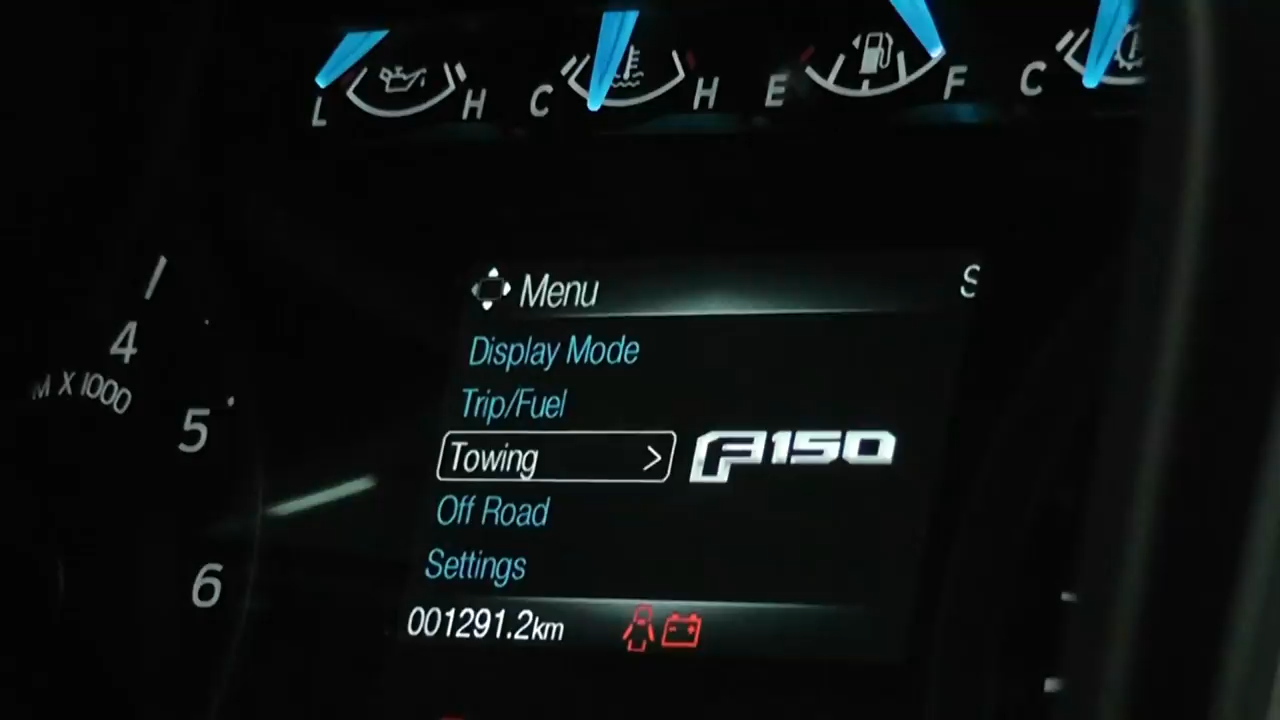 L H C H E F C
Menu S
Display Mode
Trip/Fuel
Towing > F150
Off Road
Settings
001291.2km
4
X 1000
5
6